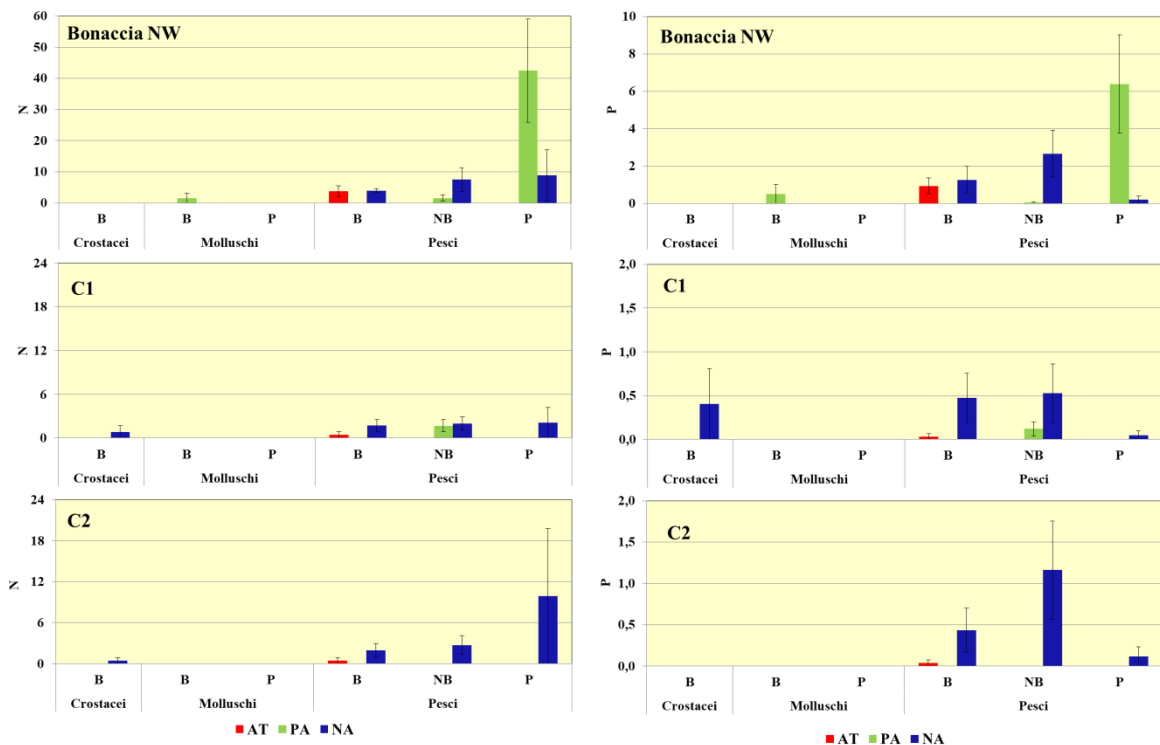 Bonaccia NW
N
60
50
40
30
20
10
0
B B P B NB P
Crostacei Molluschi Pesci
Bonaccia NW
P
10
8
6
4
2
0
B B P B NB P
Crostacei Molluschi Pesci
C1
N
24
18
12
6
0
B B P B NB P
Crostacei Molluschi Pesci
C1
P
2,0
1,5
1,0
0,5
0,0
B B P B NB P
Crostacei Molluschi Pesci
C2
N
24
18
12
6
0
B B P B NB P
Crostacei Molluschi Pesci
AT PA NA
C2
P
2,0
1,5
1,0
0,5
0,0
B B P B NB P
Crostacei Molluschi Pesci
AT PA NA